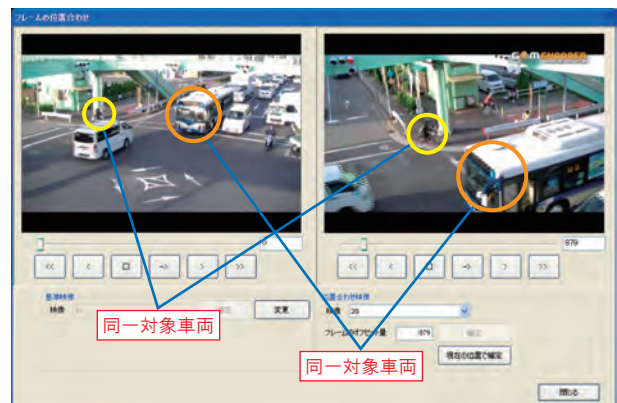 フレームの位置合わせ
GOM ENCODER
879
<< < □ -> > >>
<< < □ -> > >>
基準映像
映像
変更
同一対象車両
位置合わせ映像
映像 28
フレームのオフセット量 879 確定
現在の位置で確定
同一対象車両
閉じる